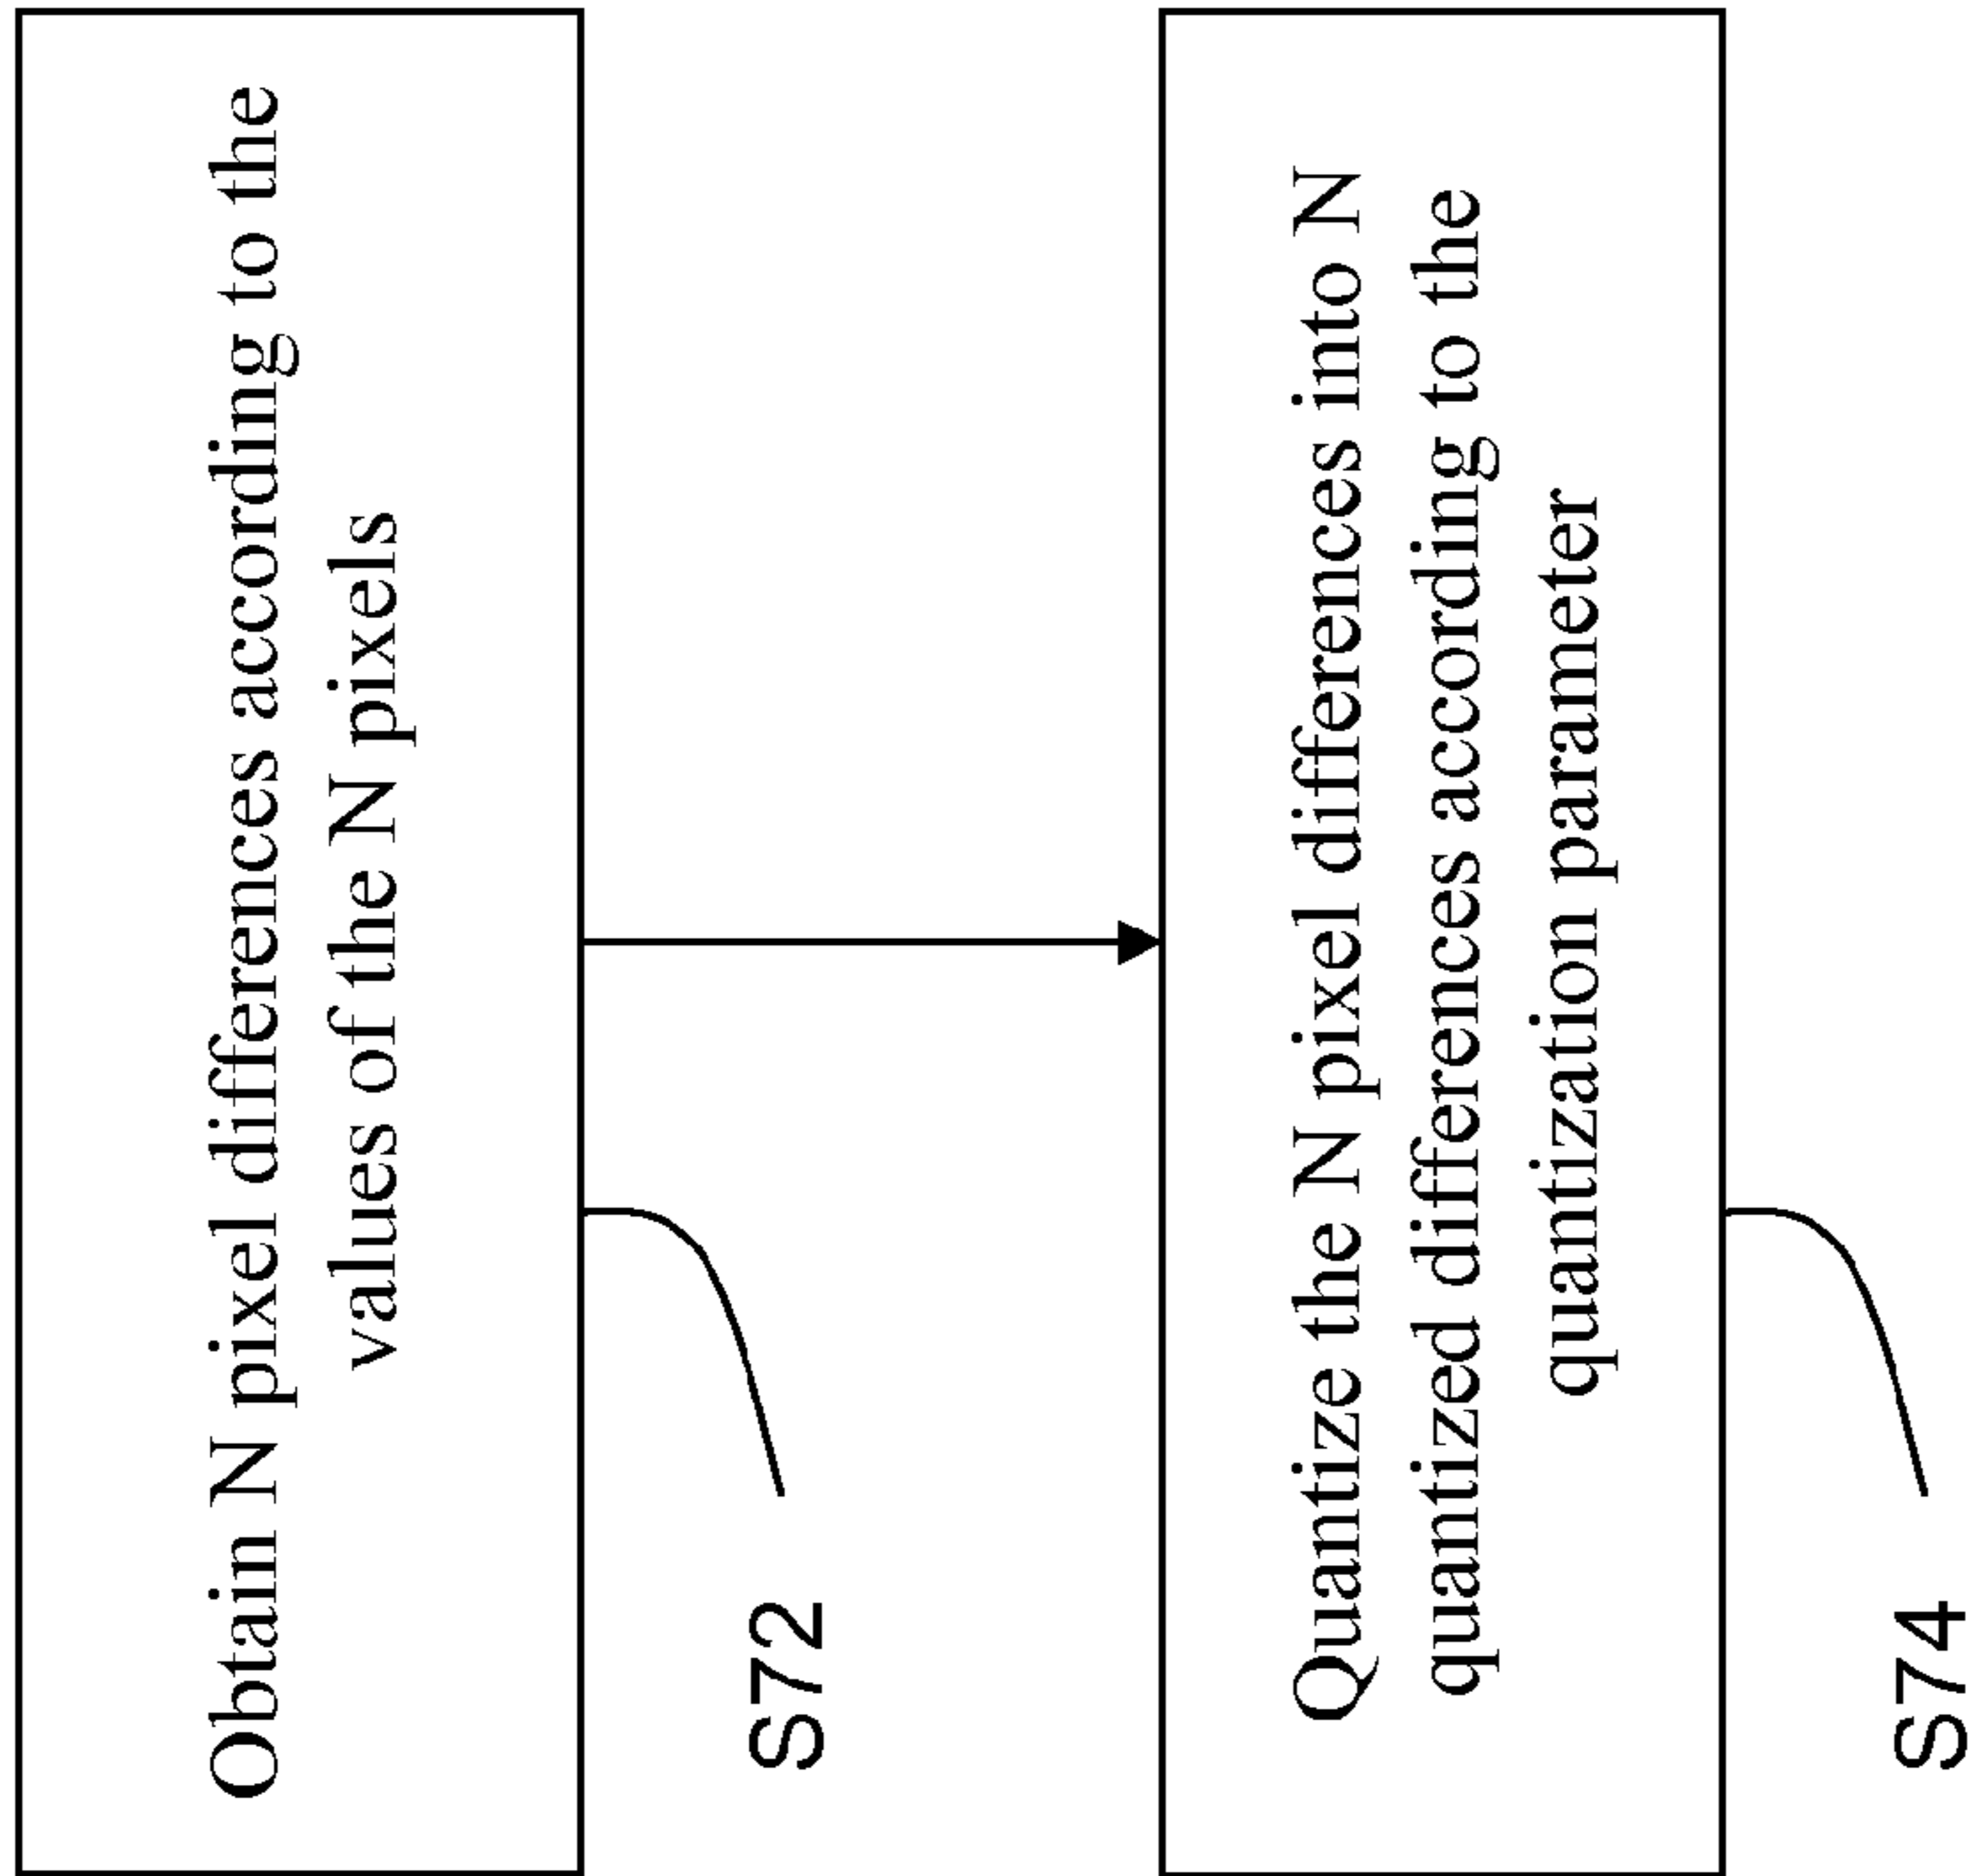 Obtain N pixel differences according to the
values of the N pixels
S72
Quantize the N pixel differences into N
quantized differences according to the
quantization parameter
S74